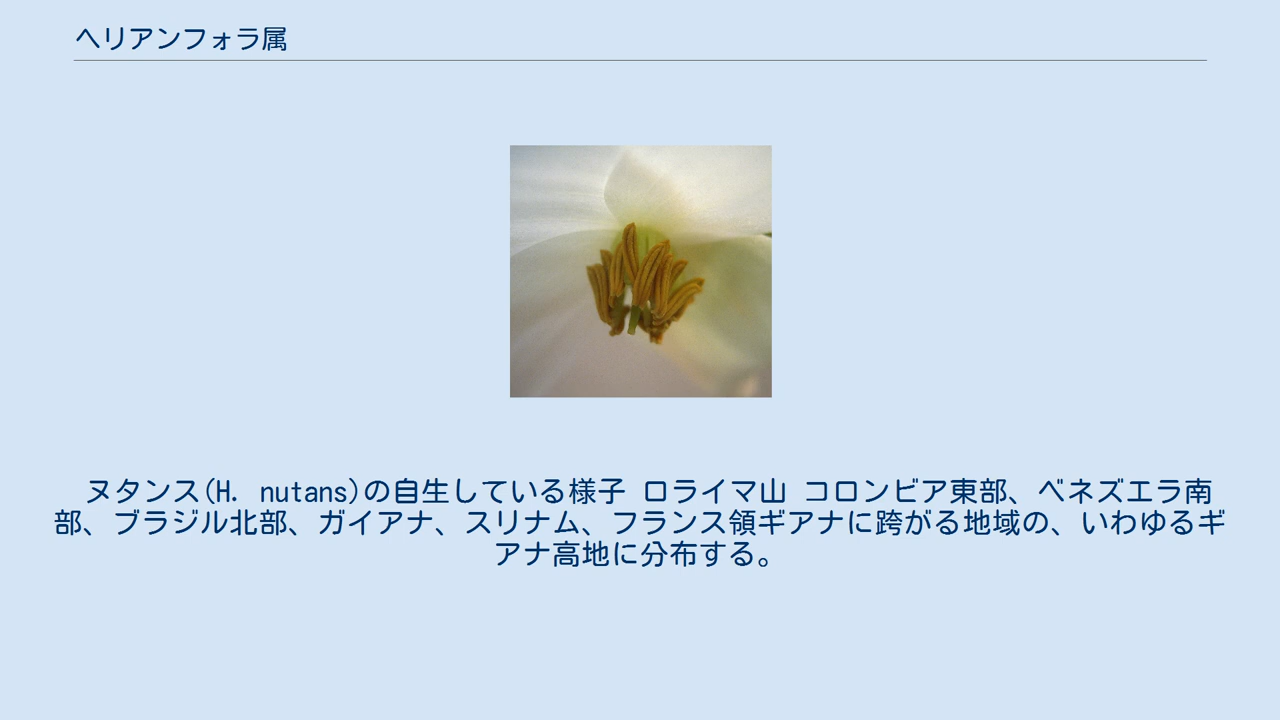 ヘリアンフォラ属
ヌタンス(H. nutans)の自生している様子 ロライマ山 コロンビア東部、ベネズエラ南
部、ブラジル北部、ガイアナ、スリナム、フランス領ギアナに跨がる地域の、いわゆるギ
アナ高地に分布する。